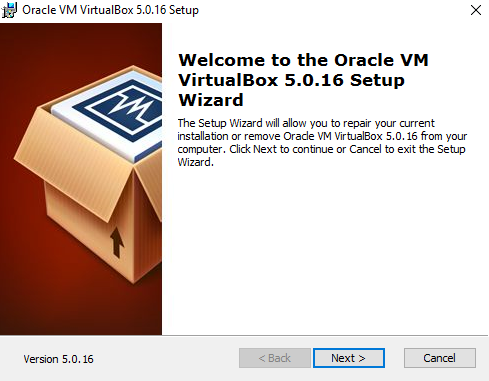 Oracle VM VirtualBox 5.0.16 Setup
Welcome to the Oracle VM
VirtualBox 5.0.16 Setup
Wizard
The Setup Wizard will allow you to repair your current
installation or remove Oracle VM VirtualBox 5.0.16 from your
computer. Click Next to continue or Cancel to exit the Setup
Wizard.
VM
Version 5.0.16
< Back
Next >
Cancel